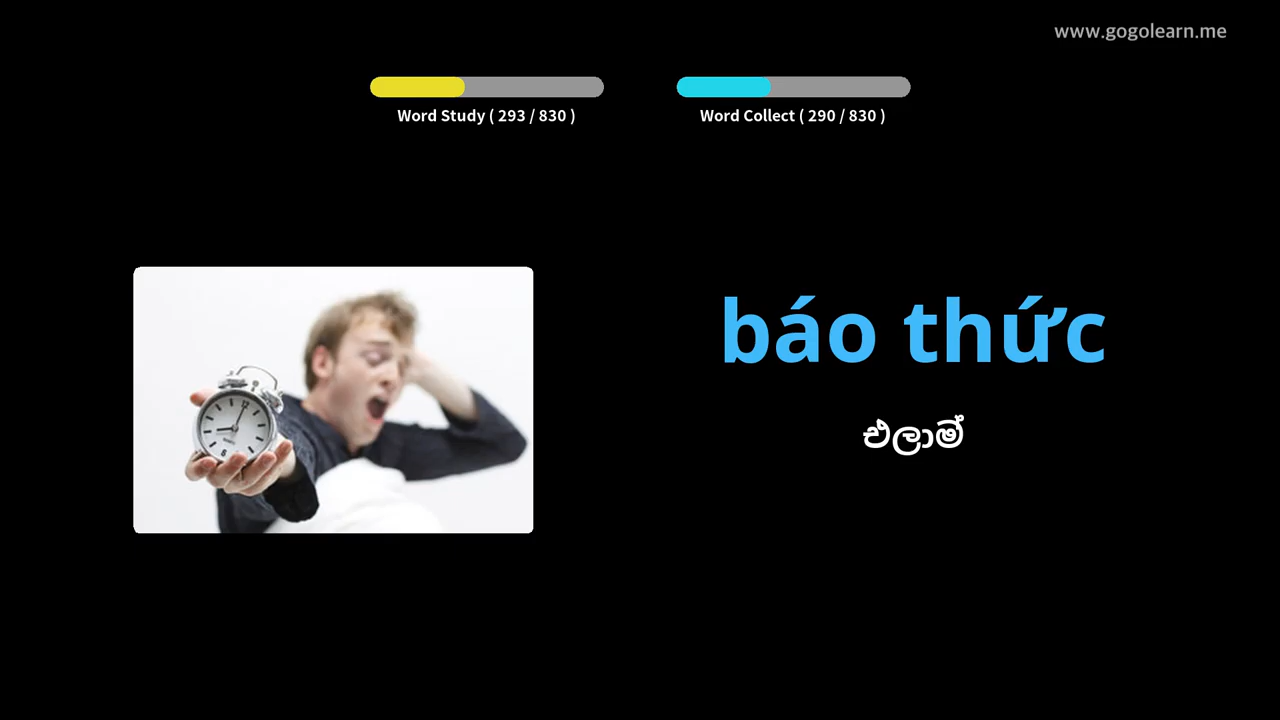 www.gogolearn.me
Word Study ( 293 / 830 )
Word Collect ( 290 / 830 )
báo thức
එලාම්